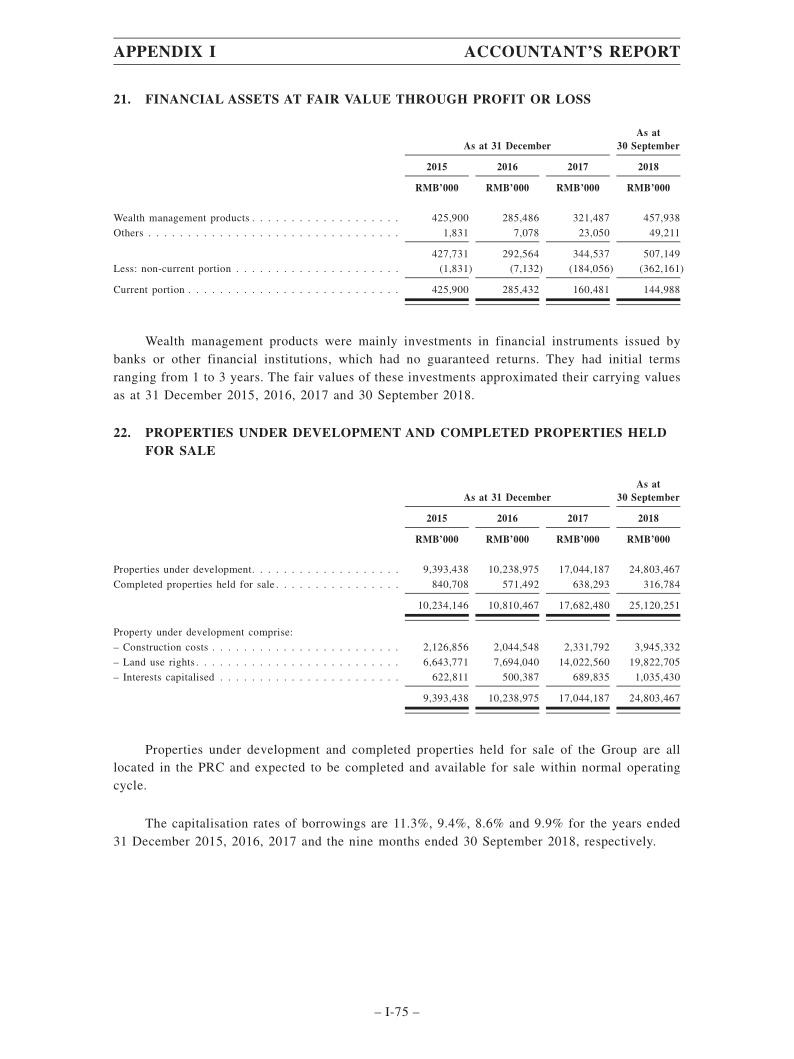 APPENDIX I ACCOUNTANT’S REPORT
21. FINANCIAL ASSETS AT FAIR VALUE THROUGH PROFIT OR LOSS
As at
As at 31 December 30 September
2015 2016 2017 2018
RMB’000 RMB’000 RMB’000 RMB’000
Wealth management products . . . . . . . . . . . . . . . . . . . 425,900 285,486 321,487 457,938
Others . . . . . . . . . . . . . . . . . . . . . . . . . . . . . . . . 1,831 7,078 23,050 49,211
427,731 292,564 344,537 507,149
Less: non-current portion . . . . . . . . . . . . . . . . . . . . . (1,831) (7,132) (184,056) (362,161)
Current portion . . . . . . . . . . . . . . . . . . . . . . . . . . . 425,900 285,432 160,481 144,988
Wealth management products were mainly investments in financial instruments issued by
banks or other financial institutions, which had no guaranteed returns. They had initial terms
ranging from 1 to 3 years. The fair values of these investments approximated their carrying values
as at 31 December 2015, 2016, 2017 and 30 September 2018.
22. PROPERTIES UNDER DEVELOPMENT AND COMPLETED PROPERTIES HELD
FOR SALE
As at
As at 31 December 30 September
2015 2016 2017 2018
RMB’000 RMB’000 RMB’000 RMB’000
Properties under development. . . . . . . . . . . . . . . . . . . 9,393,438 10,238,975 17,044,187 24,803,467
Completed properties held for sale. . . . . . . . . . . . . . . . 840,708 571,492 638,293 316,784
10,234,146 10,810,467 17,682,480 25,120,251
Property under development comprise:
– Construction costs . . . . . . . . . . . . . . . . . . . . . . . . 2,126,856 2,044,548 2,331,792 3,945,332
– Land use rights. . . . . . . . . . . . . . . . . . . . . . . . . . 6,643,771 7,694,040 14,022,560 19,822,705
– Interests capitalised . . . . . . . . . . . . . . . . . . . . . . . 622,811 500,387 689,835 1,035,430
9,393,438 10,238,975 17,044,187 24,803,467
Properties under development and completed properties held for sale of the Group are all
located in the PRC and expected to be completed and available for sale within normal operating
cycle.
The capitalisation rates of borrowings are 11.3%, 9.4%, 8.6% and 9.9% for the years ended
31 December 2015, 2016, 2017 and the nine months ended 30 September 2018, respectively.
– I-75 –